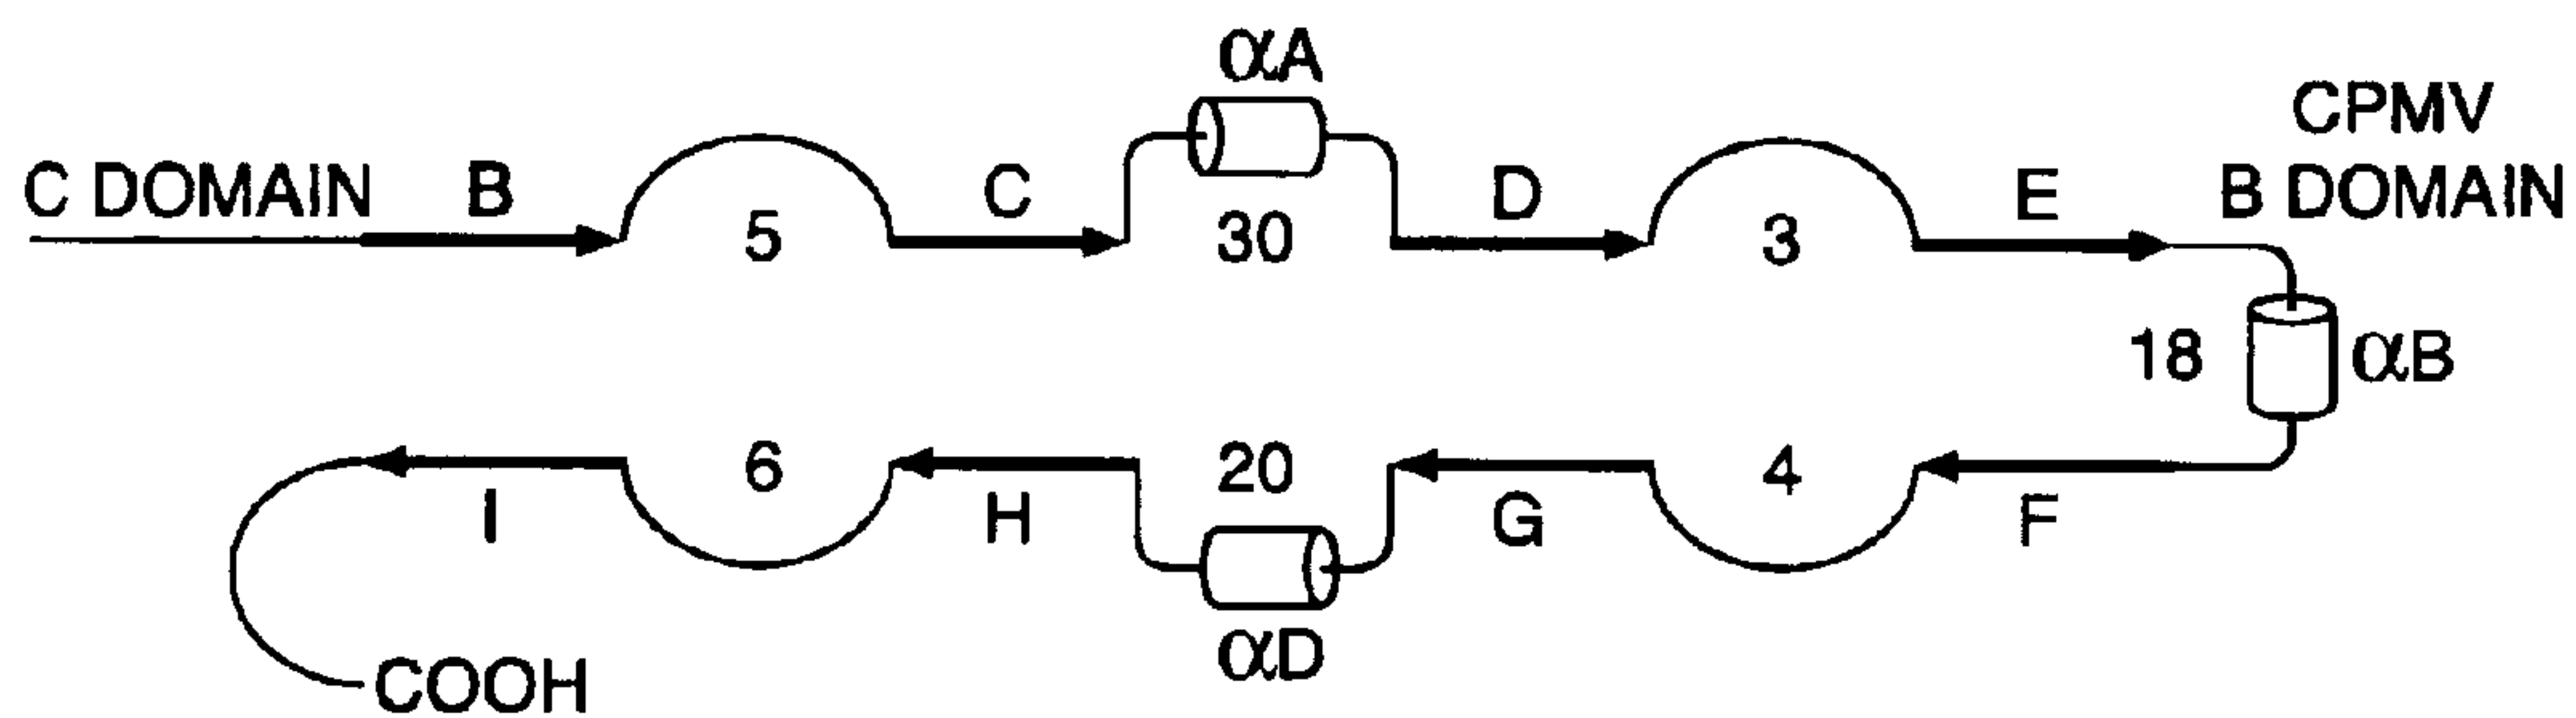 αA
CPMV
C DOMAIN B C D E B DOMAIN
5 30 3
18 αB
6 20 4
I H G F
αD
COOH